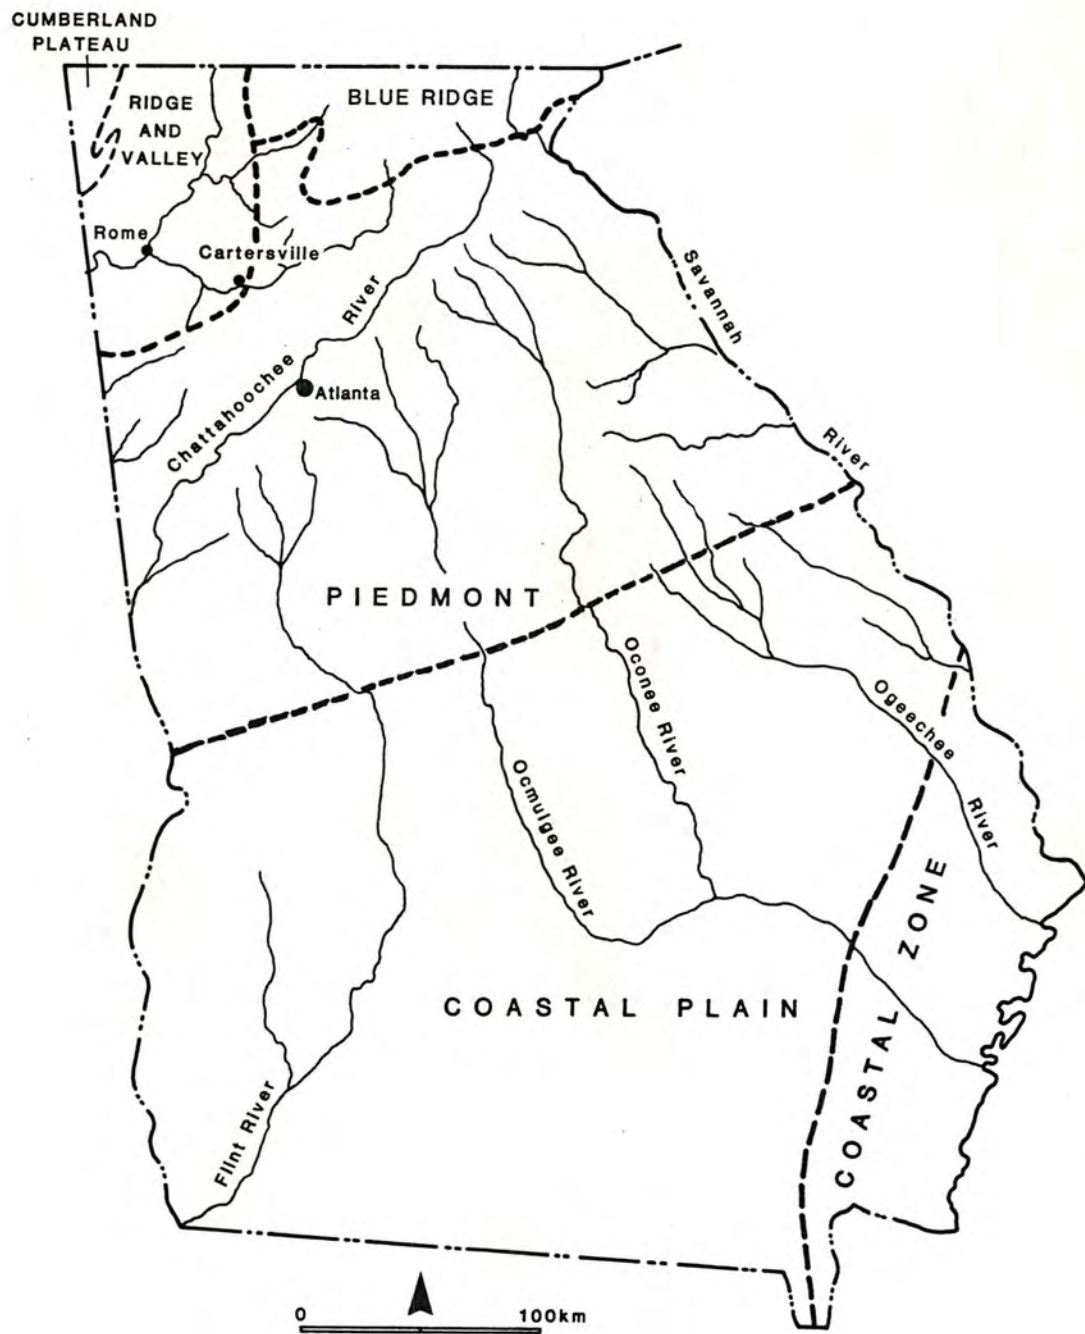 CUMBERLAND
PLATEAU
RIDGE
AND
VALLEY
BLUE RIDGE
Rome
Cartersville
Savannah
River
Chattahoochee
River
Atlanta
PIEDMONT
Oconee River
Ogeechee
River
Ocmulgee River
COASTAL PLAIN
COASTAL ZONE
Flint River
0 100km